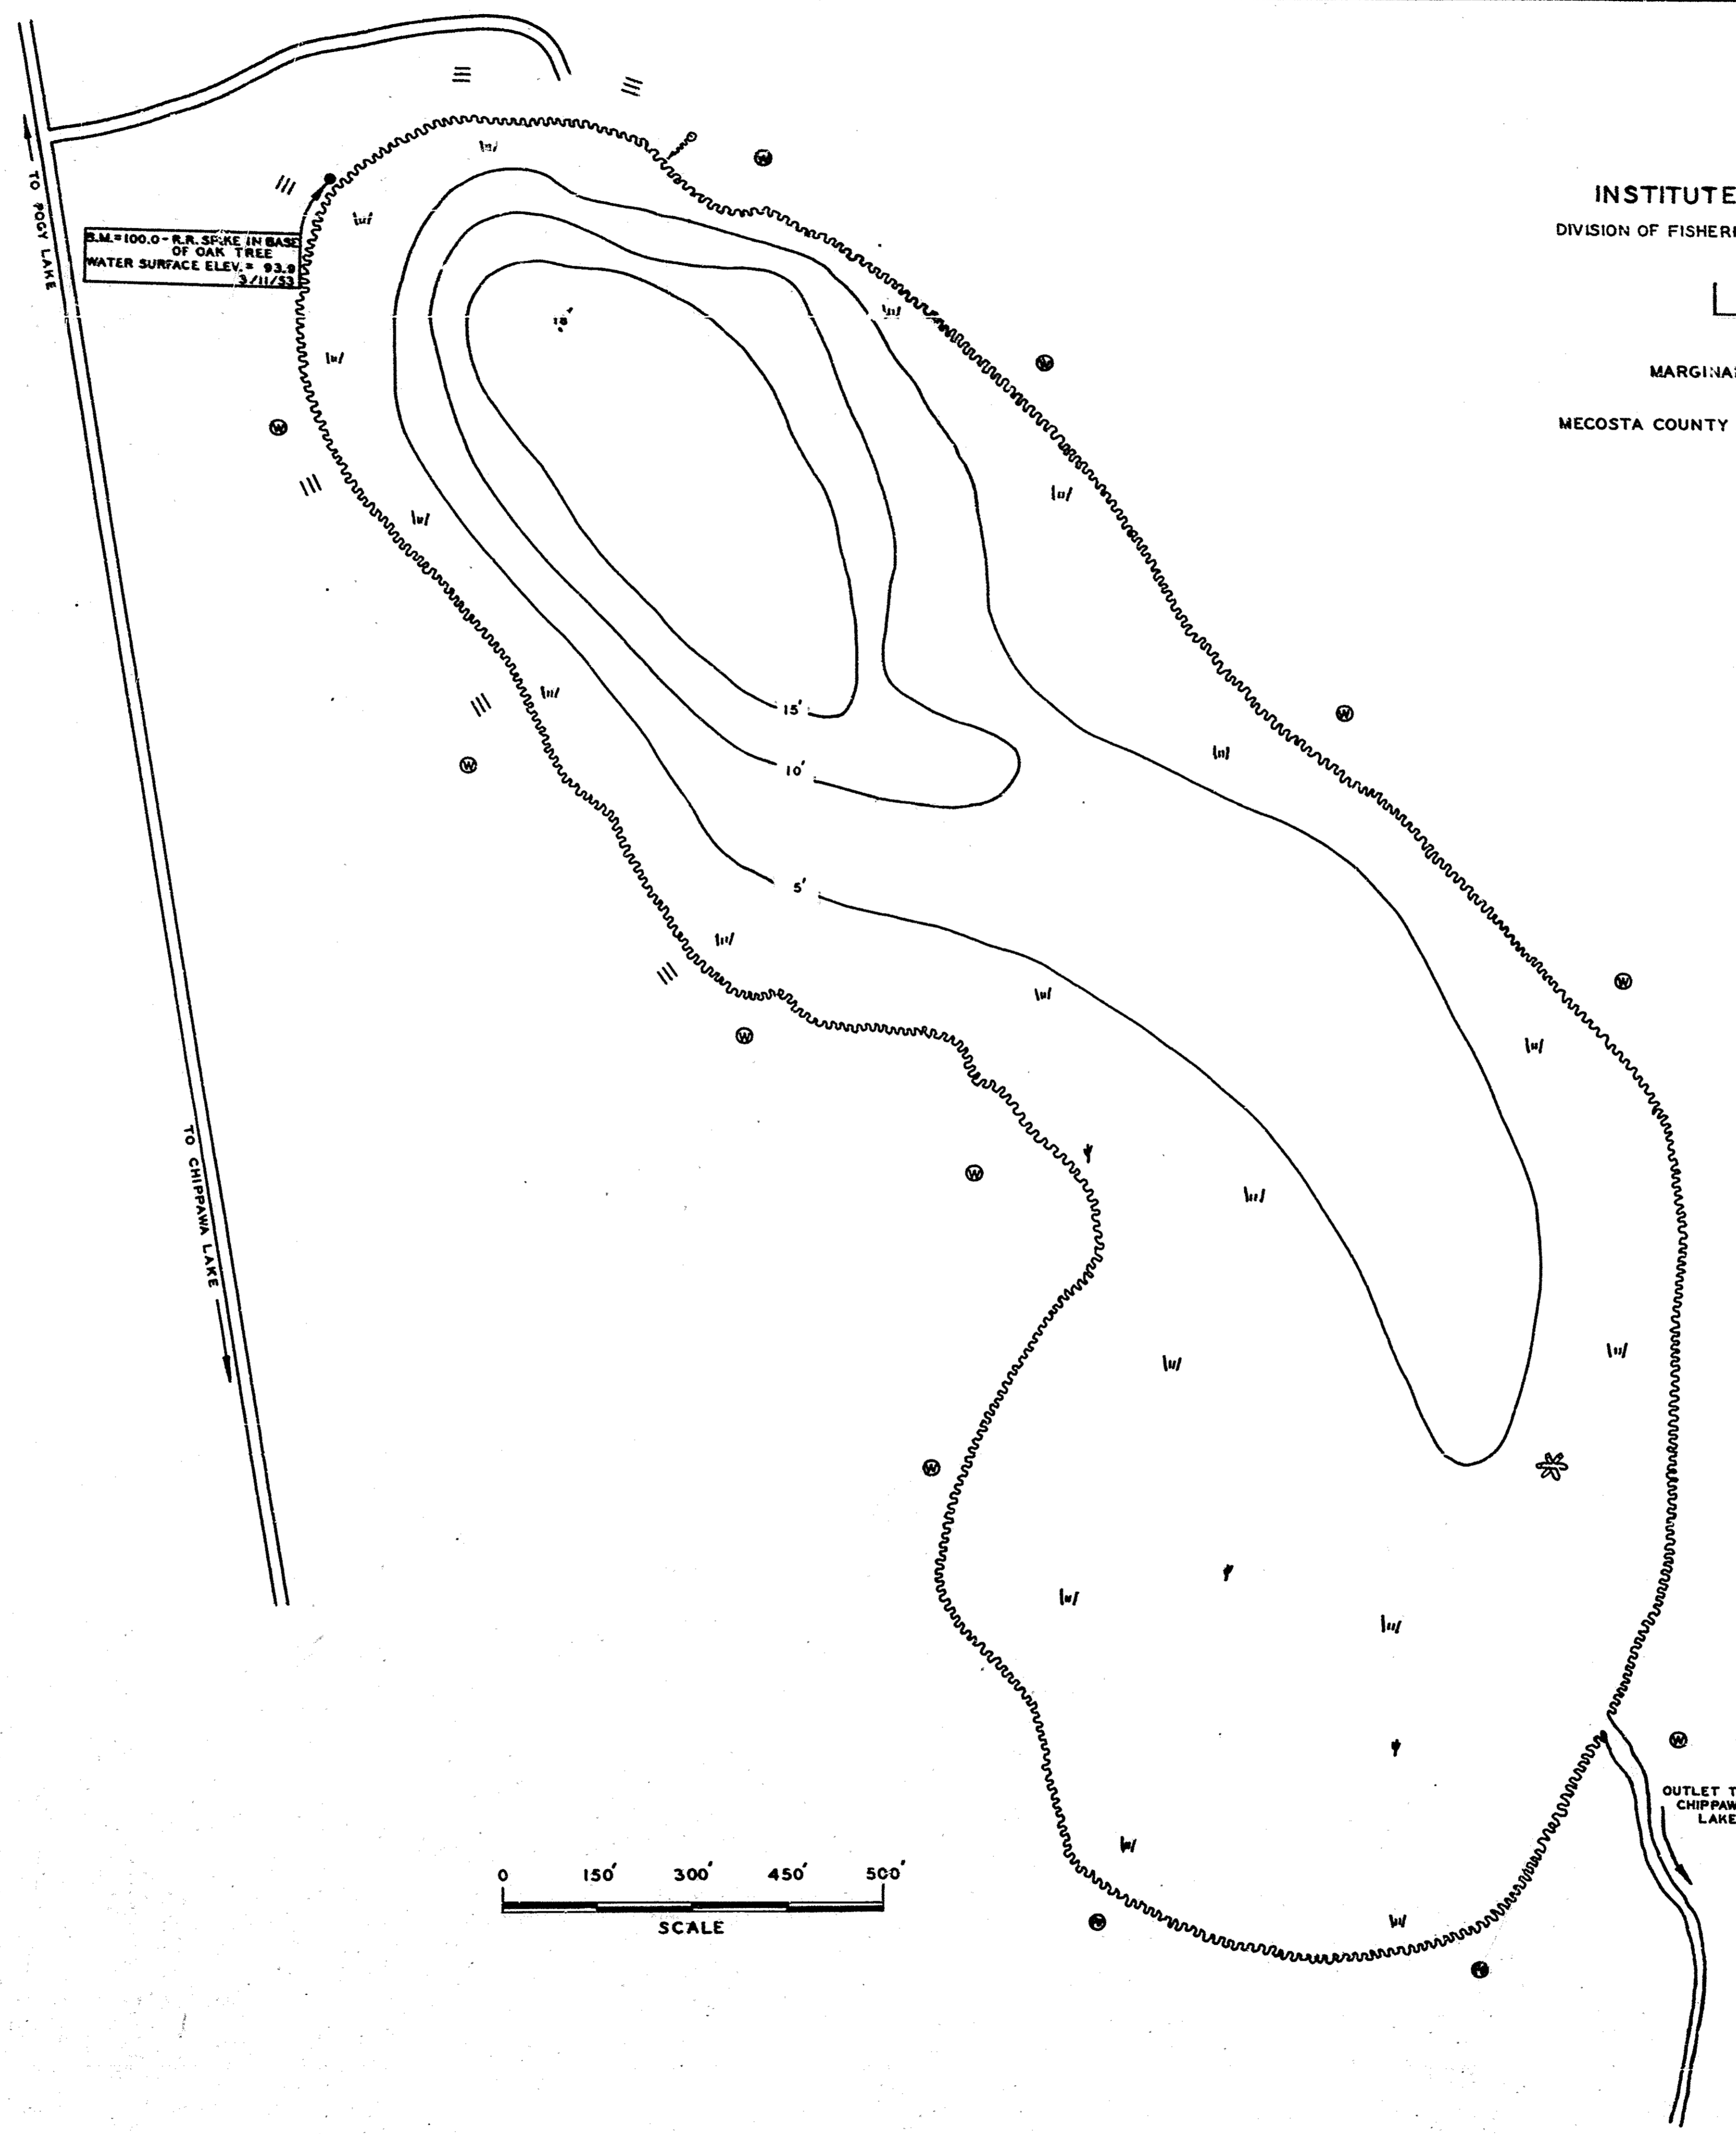 INSTITUTE
DIVISION OF FISHERI
L
MARGINA
MECOSTA COUNTY
TO POGY LAKE
B.M.=100.0-R.R. SPIKE IN BASE
OF OAK TREE
WATER SURFACE ELEV.= 93.9
3/11/53
W
W
W
18'
W
W
15'
W
10'
5'
W
W
W
TO CHIPPAWA LAKE
W
W
OUTLET T
CHIPPAW
LAKE
0 150' 300' 450' 500'
SCALE
W